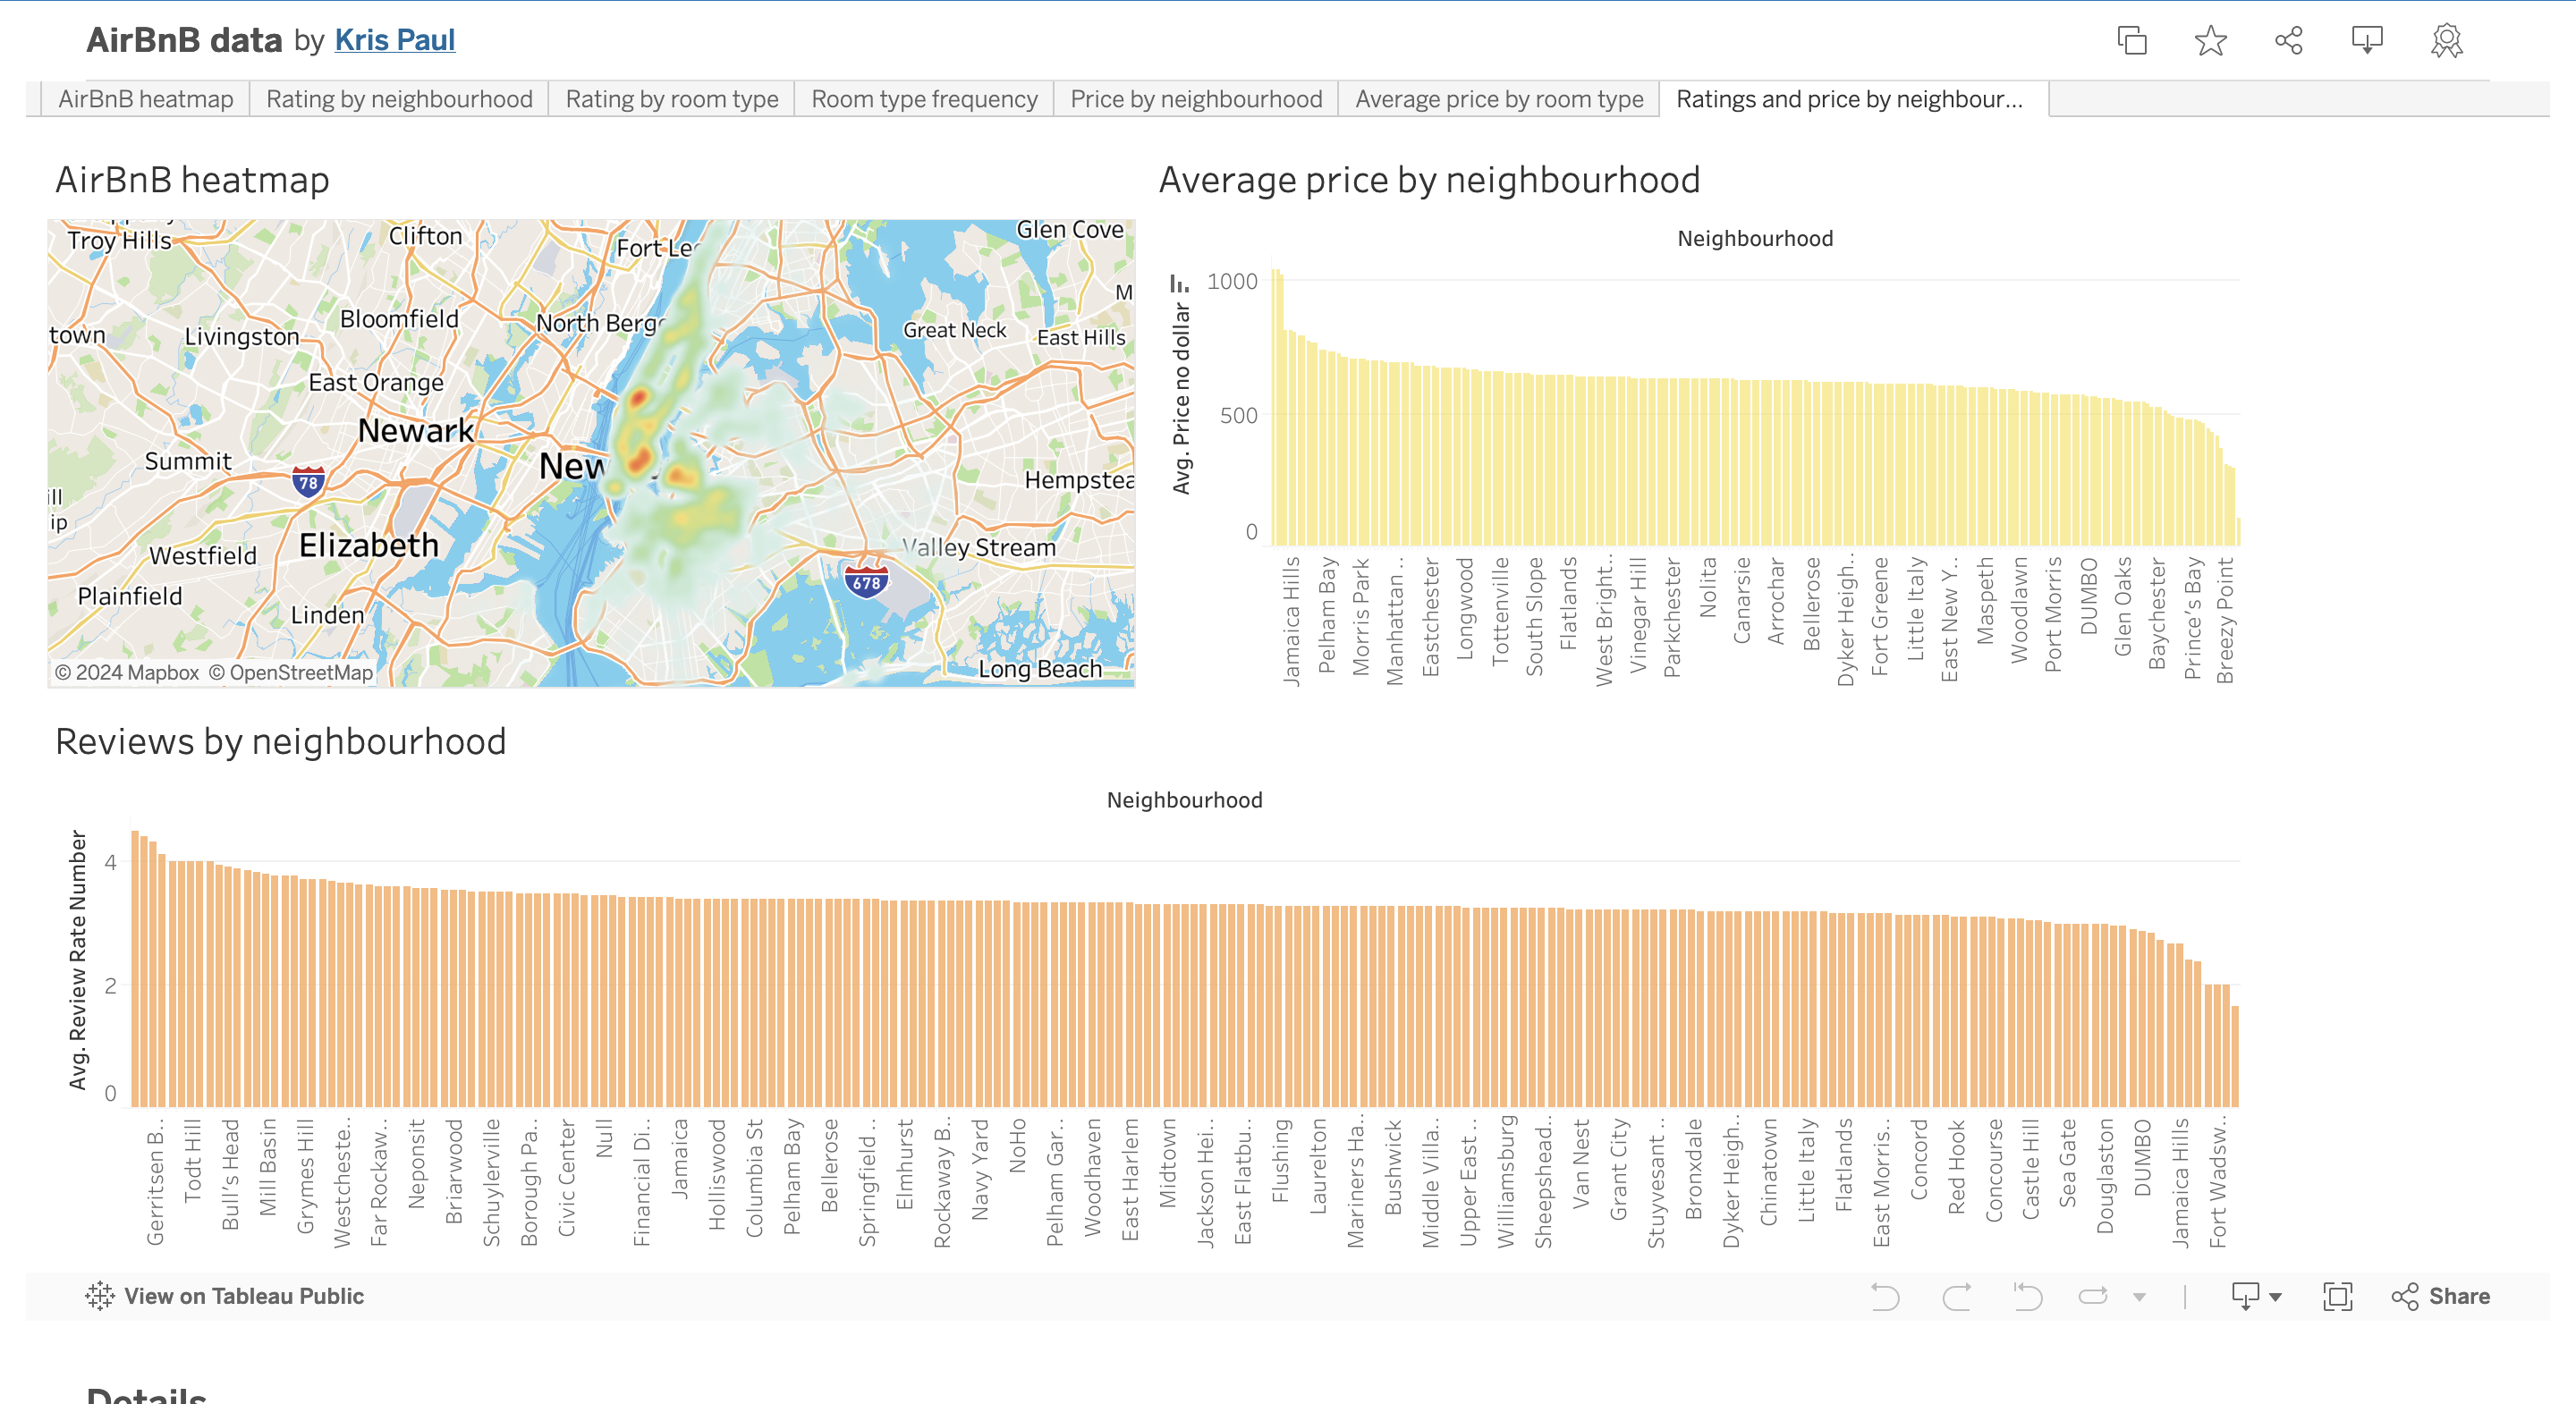 AirBnB data by Kris Paul
AirBnB heatmap
Rating by neighbourhood
Rating by room type
Room type frequency
Price by neighbourhood
Average price by room type
Ratings and price by neighbour...
AirBnB heatmap
Troy Hills
Clifton
Fort Lee
Glen Cove
M
town
Livingston
Bloomfield
North Berg
Great Neck
East Hills
East Orange
Newark
Summit
78
New
Hempstea
ill
ip
Westfield
Elizabeth
Valley Stream
678
Plainfield
Linden
Long Beach
© 2024 Mapbox © OpenStreetMap
Average price by neighbourhood
Neighbourhood
Avg. Price no dollar
1000
500
0
Jamaica Hills
Pelham Bay
Morris Park
Manhattan ..
Eastchester
Longwood
Tottenville
South Slope
Flatlands
West Bright..
Vinegar Hill
Parkchester
Nolita
Canarsie
Arrochar
Bellerose
Dyker Heigh..
Fort Greene
Little Italy
East New Y..
Maspeth
Woodlawn
Port Morris
DUMBO
Glen Oaks
Baychester
Prince's Bay
Breezy Point
Reviews by neighbourhood
Neighbourhood
Avg. Review Rate Number
4
2
0
Gerritsen B..
Todt Hill
Bull's Head
Mill Basin
Grymes Hill
Westcheste..
Far Rockaw..
Neponsit
Briarwood
Schuylerville
Borough Pa..
Civic Center
Null
Financial Di..
Jamaica
Holliswood
Columbia St
Pelham Bay
Bellerose
Springfield ..
Elmhurst
Rockaway B..
Navy Yard
NoHo
Pelham Gar..
Woodhaven
East Harlem
Midtown
Jackson Hei..
East Flatbu..
Flushing
Laurelton
Mariners Ha..
Bushwick
Middle Villa..
Upper East ..
Williamsburg
Sheepshead..
Van Nest
Grant City
Stuyvesant ..
Bronxdale
Dyker Heigh..
Chinatown
Little Italy
Flatlands
East Morris..
Concord
Red Hook
Concourse
Castle Hill
Sea Gate
Douglaston
DUMBO
Jamaica Hills
Fort Wadsw..
View on Tableau Public
Share
Details